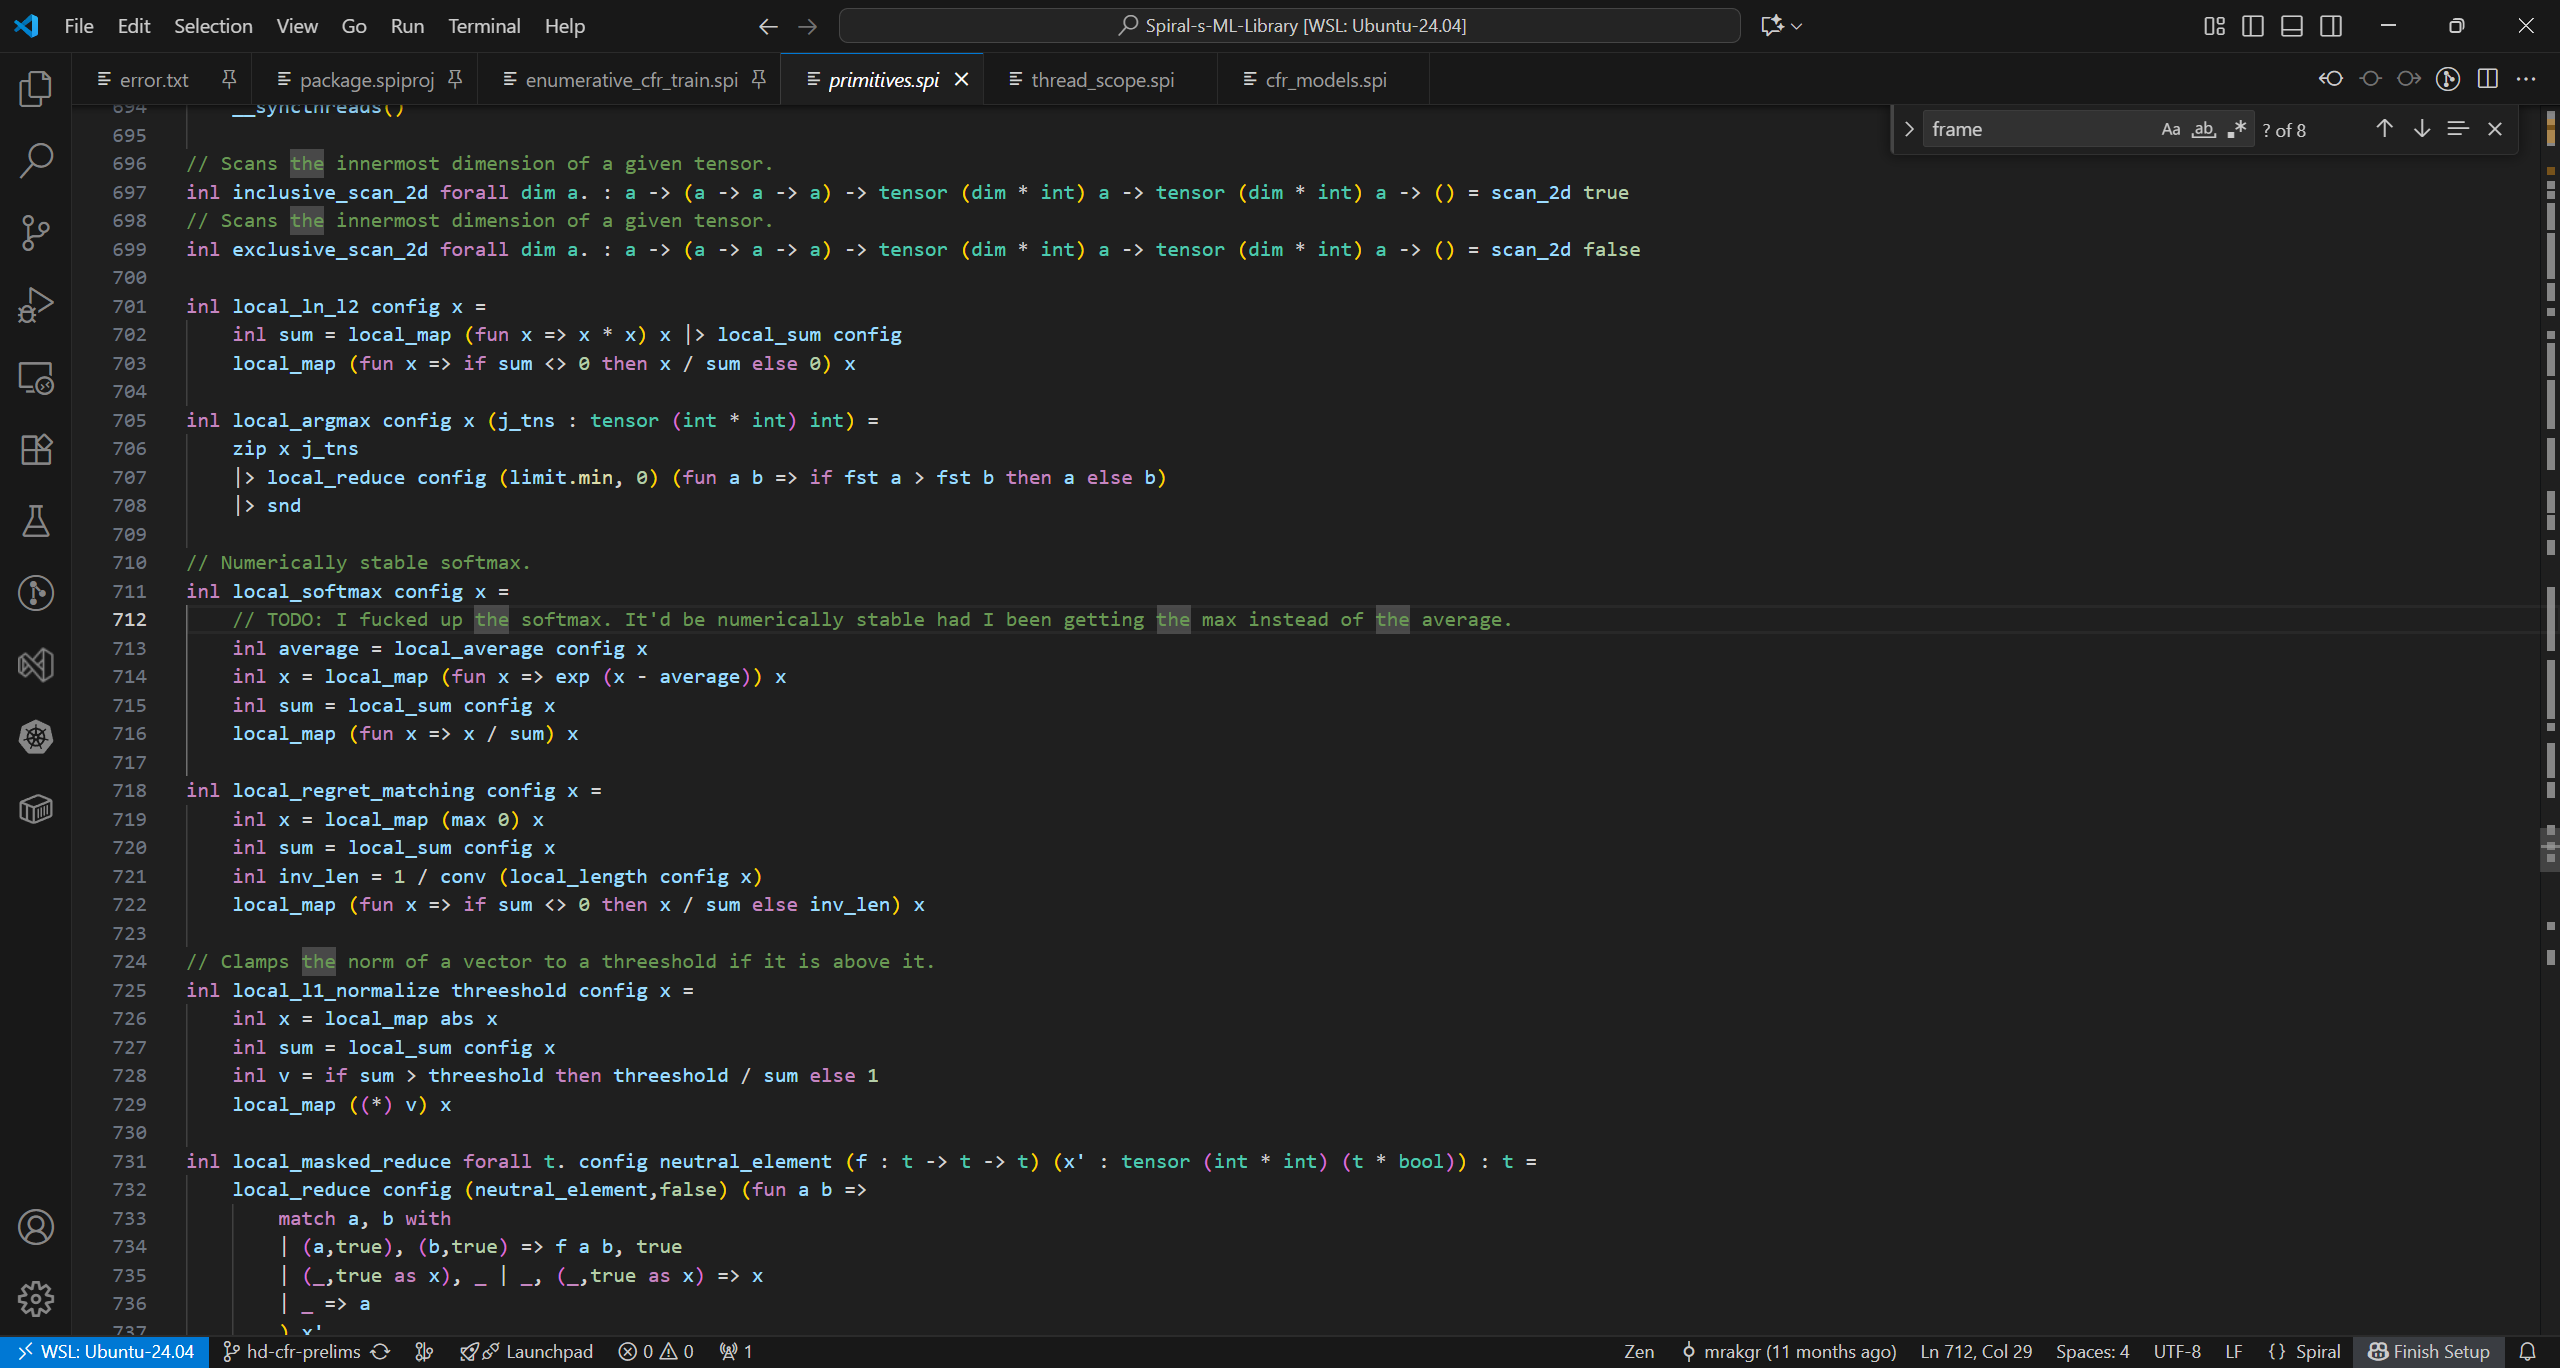 File Edit Selection View Go Run Terminal Help
Spiral-s-ML-Library [WSL: Ubuntu-24.04]
error.txt package.spiproj enumerative_cfr_train.spi primitives.spi thread_scope.spi cfr_models.spi
frame Aa ab ? of 8
694 __syncthreads()
695
696 // Scans the innermost dimension of a given tensor.
697 inl inclusive_scan_2d forall dim a. : a -> (a -> a -> a) -> tensor (dim * int) a -> tensor (dim * int) a -> () = scan_2d true
698 // Scans the innermost dimension of a given tensor.
699 inl exclusive_scan_2d forall dim a. : a -> (a -> a -> a) -> tensor (dim * int) a -> tensor (dim * int) a -> () = scan_2d false
700
701 inl local_ln_l2 config x =
702 inl sum = local_map (fun x => x * x) x |> local_sum config
703 local_map (fun x => if sum <> 0 then x / sum else 0) x
704
705 inl local_argmax config x (j_tns : tensor (int * int) int) =
706 zip x j_tns
707 |> local_reduce config (limit.min, 0) (fun a b => if fst a > fst b then a else b)
708 |> snd
709
710 // Numerically stable softmax.
711 inl local_softmax config x =
712 // TODO: I fucked up the softmax. It'd be numerically stable had I been getting the max instead of the average.
713 inl average = local_average config x
714 inl x = local_map (fun x => exp (x - average)) x
715 inl sum = local_sum config x
716 local_map (fun x => x / sum) x
717
718 inl local_regret_matching config x =
719 inl x = local_map (max 0) x
720 inl sum = local_sum config x
721 inl inv_len = 1 / conv (local_length config x)
722 local_map (fun x => if sum <> 0 then x / sum else inv_len) x
723
724 // Clamps the norm of a vector to a threeshold if it is above it.
725 inl local_l1_normalize threeshold config x =
726 inl x = local_map abs x
727 inl sum = local_sum config x
728 inl v = if sum > threeshold then threeshold / sum else 1
729 local_map ((*) v) x
730
731 inl local_masked_reduce forall t. config neutral_element (f : t -> t -> t) (x' : tensor (int * int) (t * bool)) : t =
732 local_reduce config (neutral_element,false) (fun a b =>
733 match a, b with
734 | (a,true), (b,true) => f a b, true
735 | (_,true as x), _ | _, (_,true as x) => x
736 | _ => a
737 ) x'
WSL: Ubuntu-24.04 hd-cfr-prelims Launchpad 0 0 1 Zen mrakgr (11 months ago) Ln 712, Col 29 Spaces: 4 UTF-8 LF {} Spiral Finish Setup